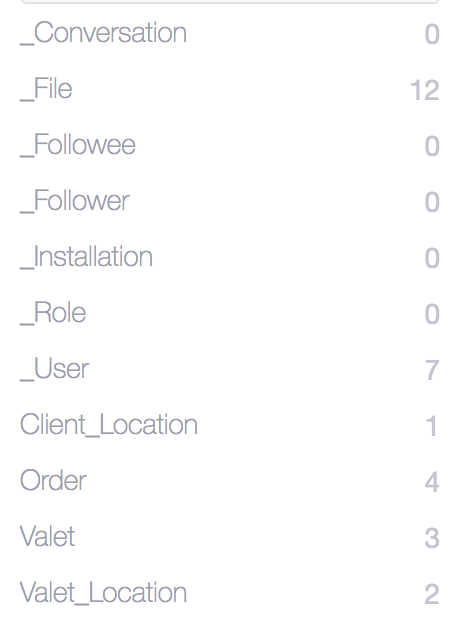 _Conversation 0
_File 12
_Followee 0
_Follower 0
_Installation 0
_Role 0
_User 7
Client_Location 1
Order 4
Valet 3
Valet_Location 2